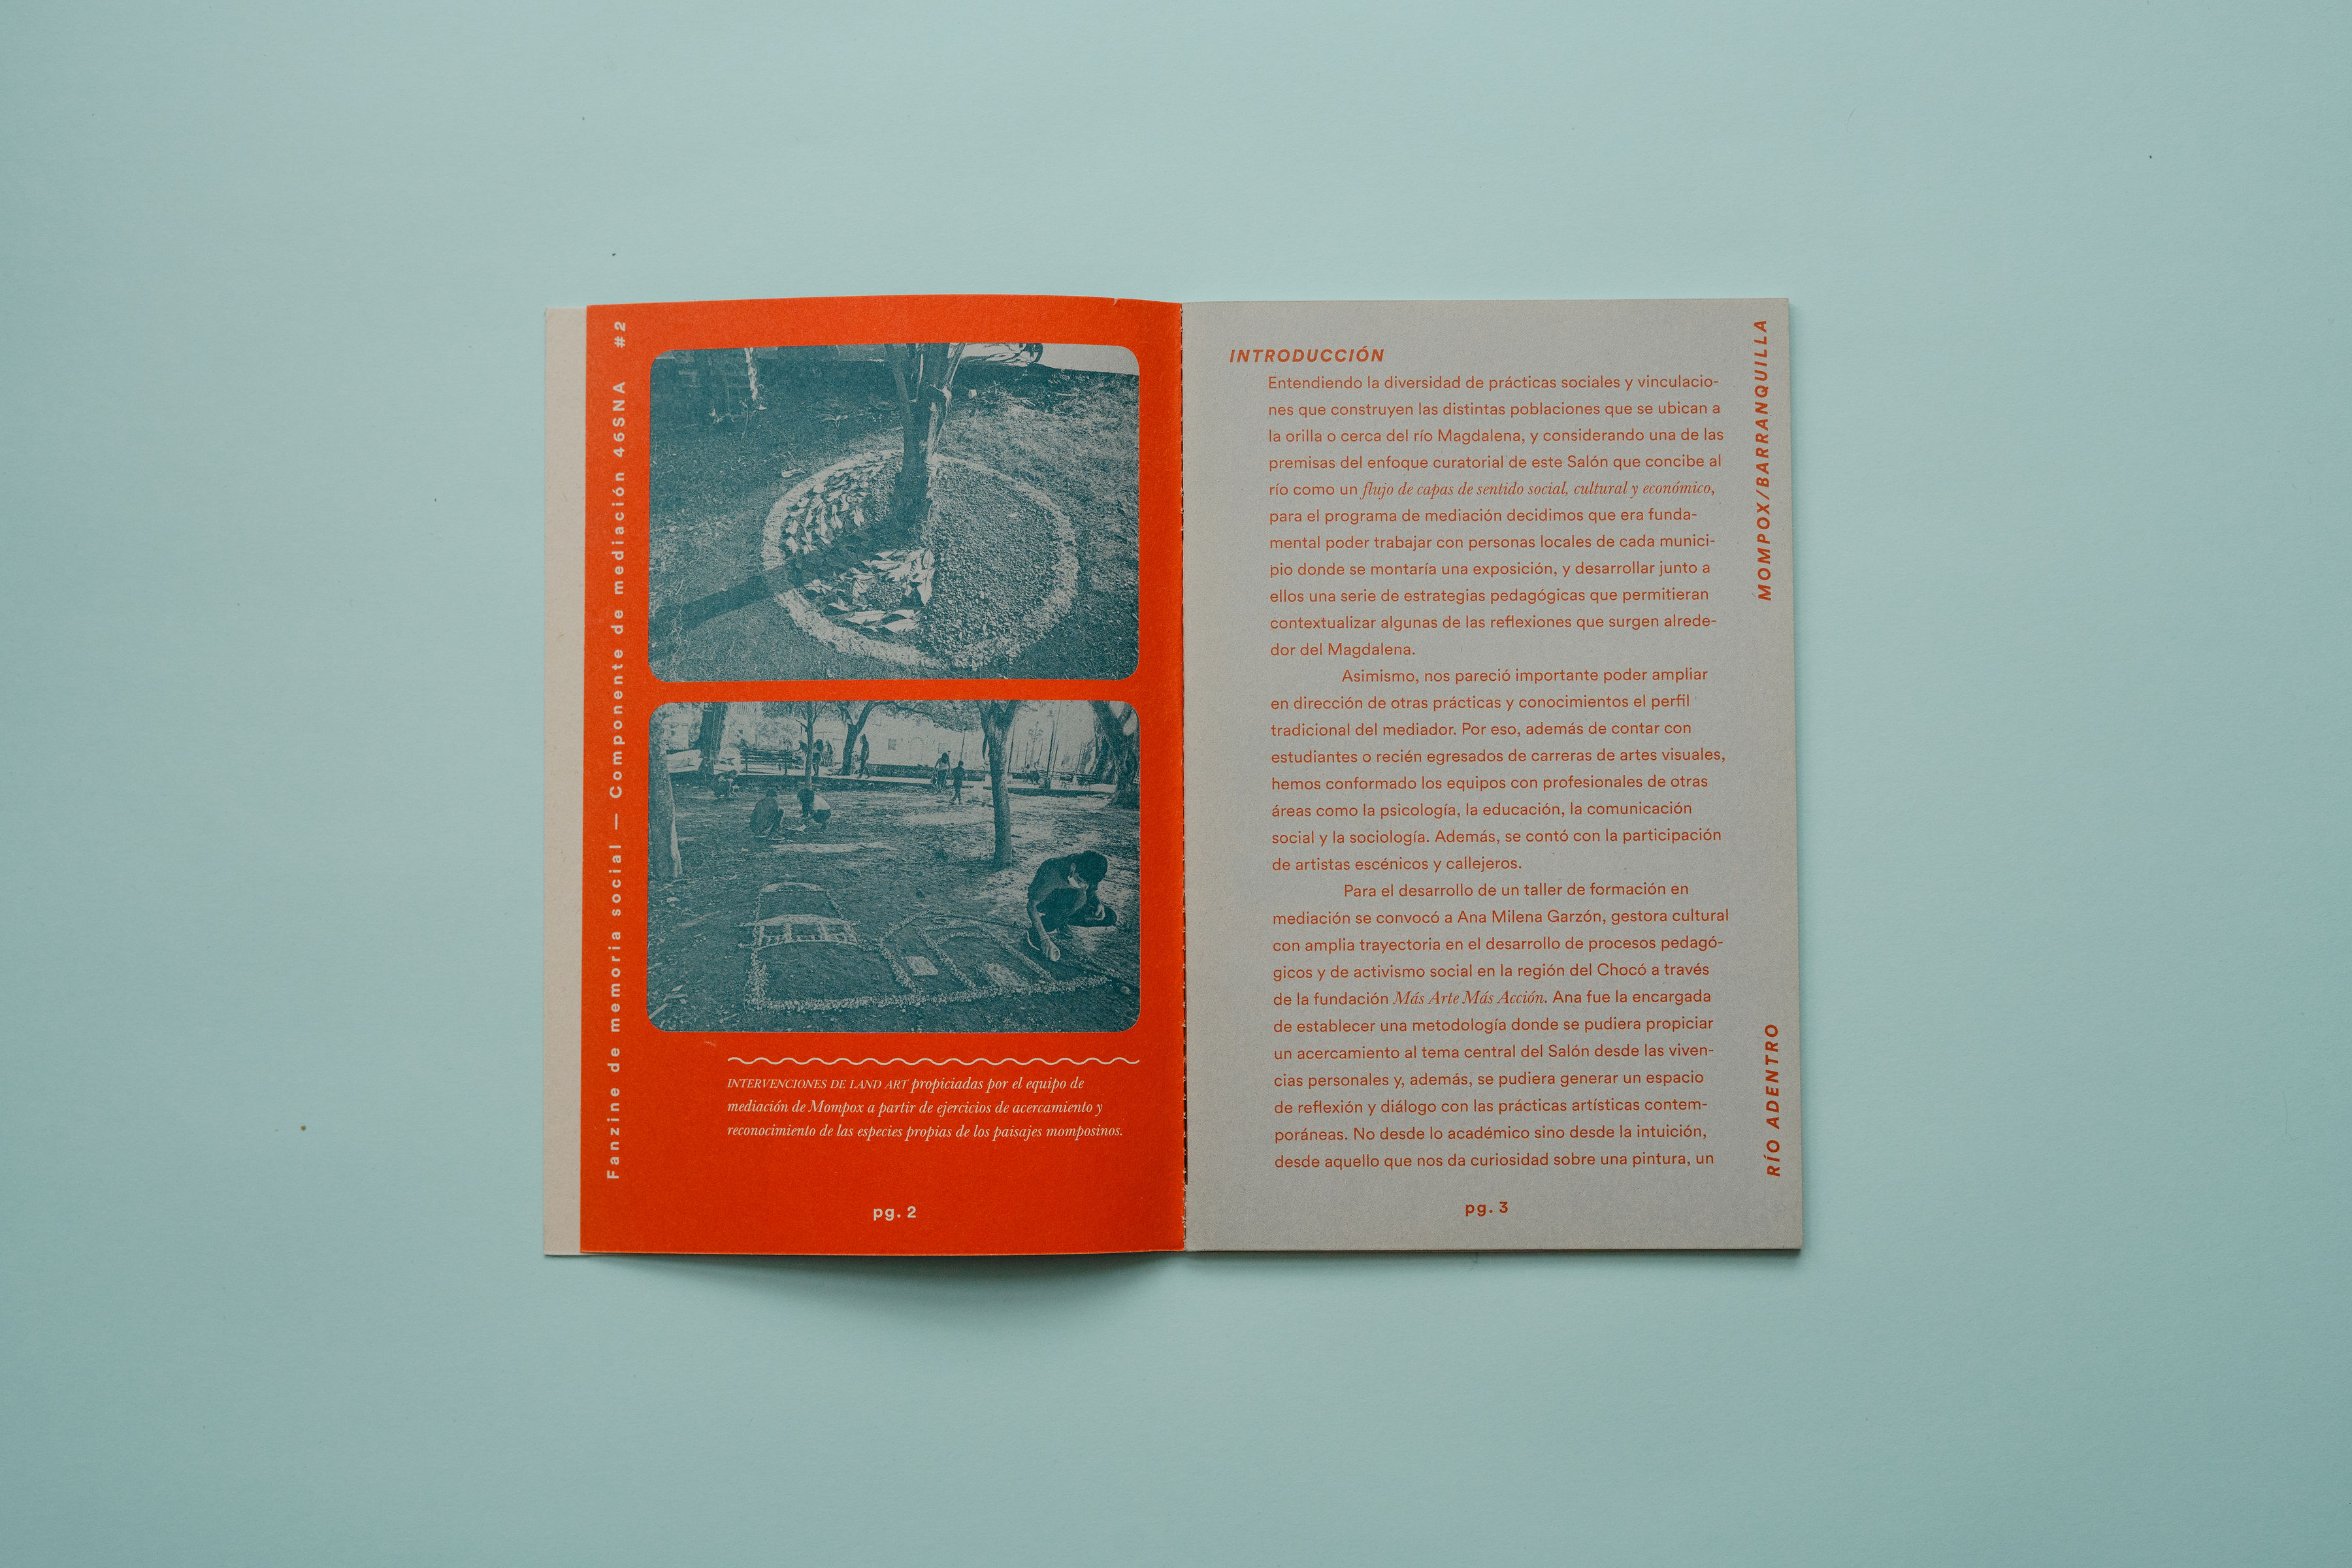 Fanzine de memoria social — Componente de mediación 46SNA #2
INTERVENCIONES DE LAND ART propiciadas por el equipo de
mediación de Mompox a partir de ejercicios de acercamiento y
reconocimiento de las especies propias de los paisajes momposinos.
pg. 2
INTRODUCCIÓN
Entendiendo la diversidad de prácticas sociales y vinculacio-
nes que construyen las distintas poblaciones que se ubican a
la orilla o cerca del río Magdalena, y considerando una de las
premisas del enfoque curatorial de este Salón que concibe al
río como un flujo de capas de sentido social, cultural y económico,
para el programa de mediación decidimos que era funda-
mental poder trabajar con personas locales de cada munici-
pio donde se montaría una exposición, y desarrollar junto a
ellos una serie de estrategias pedagógicas que permitieran
contextualizar algunas de las reflexiones que surgen alrede-
dor del Magdalena.
Asimismo, nos pareció importante poder ampliar
en dirección de otras prácticas y conocimientos el perfil
tradicional del mediador. Por eso, además de contar con
estudiantes o recién egresados de carreras de artes visuales,
hemos conformado los equipos con profesionales de otras
áreas como la psicología, la educación, la comunicación
social y la sociología. Además, se contó con la participación
de artistas escénicos y callejeros.
Para el desarrollo de un taller de formación en
mediación se convocó a Ana Milena Garzón, gestora cultural
con amplia trayectoria en el desarrollo de procesos pedagó-
gicos y de activismo social en la región del Chocó a través
de la fundación Más Arte Más Acción. Ana fue la encargada
de establecer una metodología donde se pudiera propiciar
un acercamiento al tema central del Salón desde las viven-
cias personales y, además, se pudiera generar un espacio
de reflexión y diálogo con las prácticas artísticas contem-
poráneas. No desde lo académico sino desde la intuición,
desde aquello que nos da curiosidad sobre una pintura, un
pg. 3
MOMPOX/BARRANQUILLA
RÍO ADENTRO